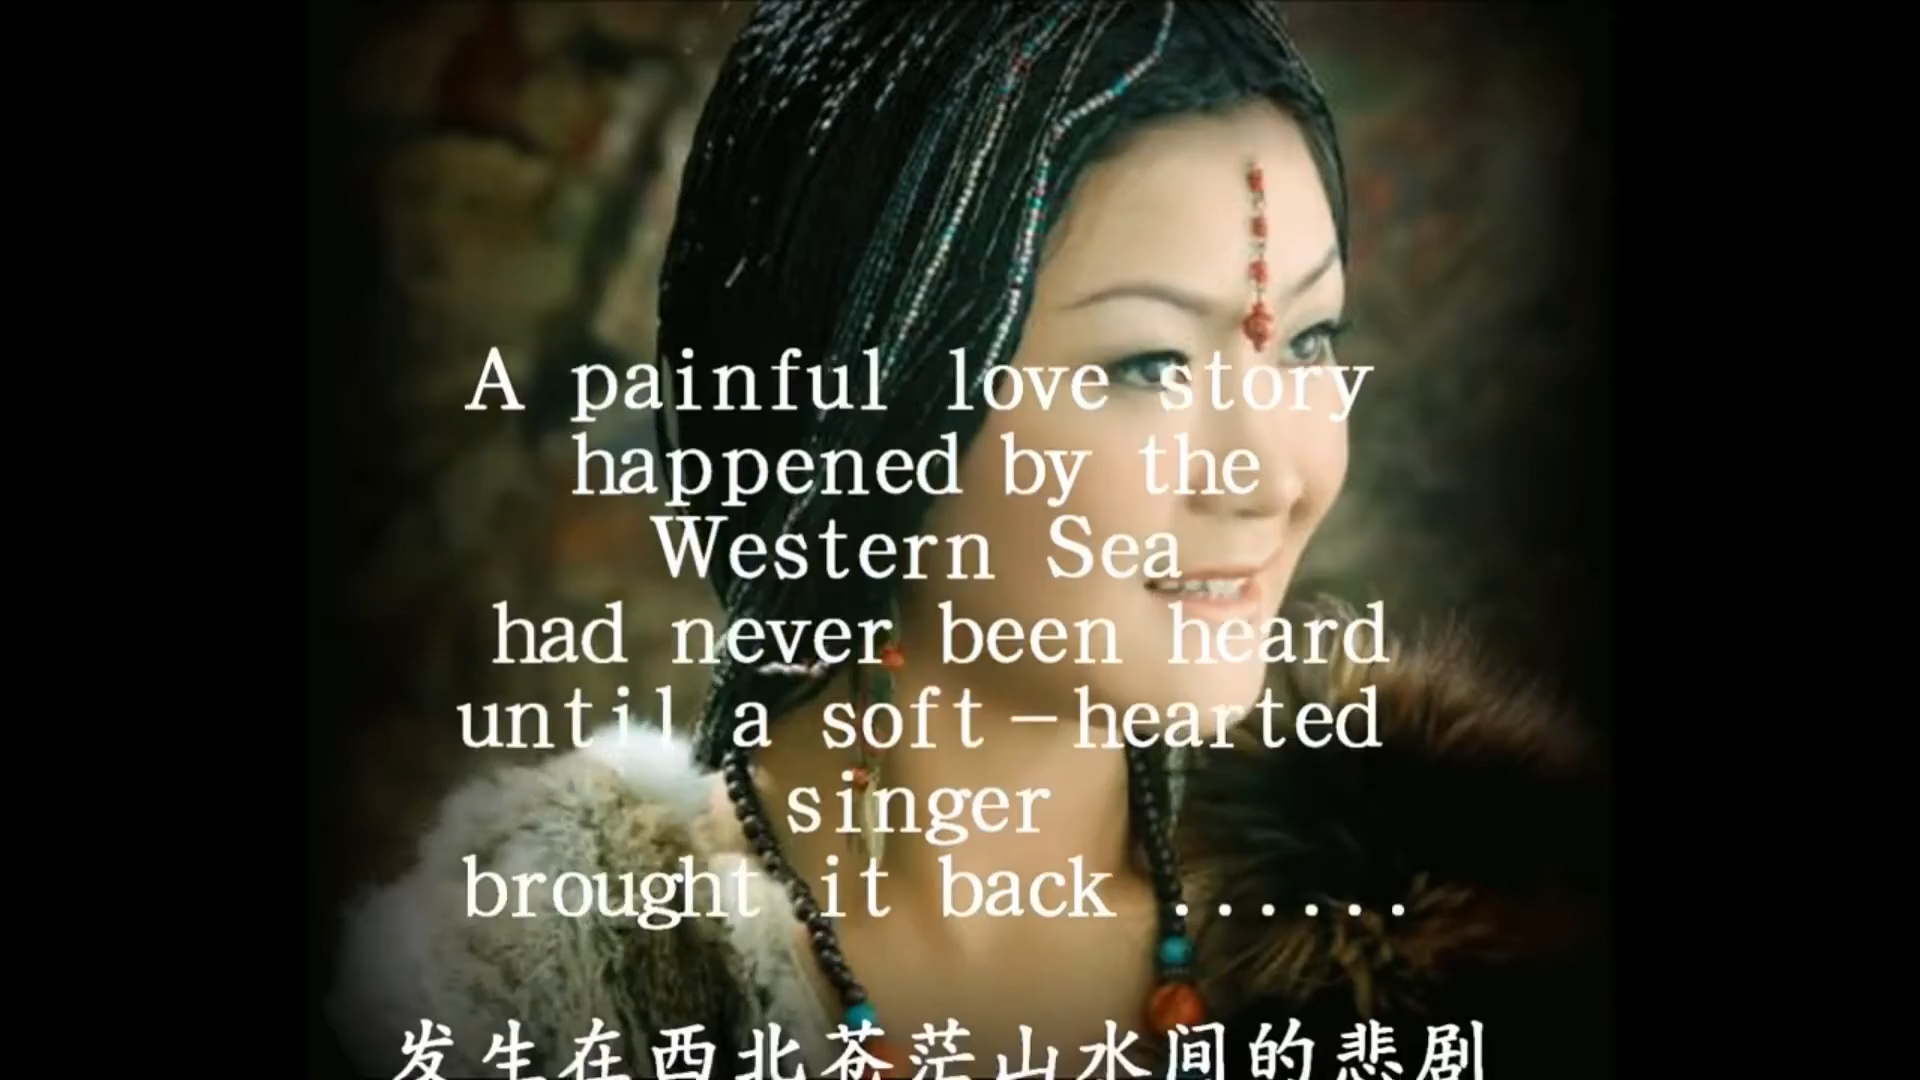 A painful love story
happened by the
Western Sea
had never been heard
until a soft-hearted
singer
brought it back ......
发生在西北苍茫山水间的悲剧